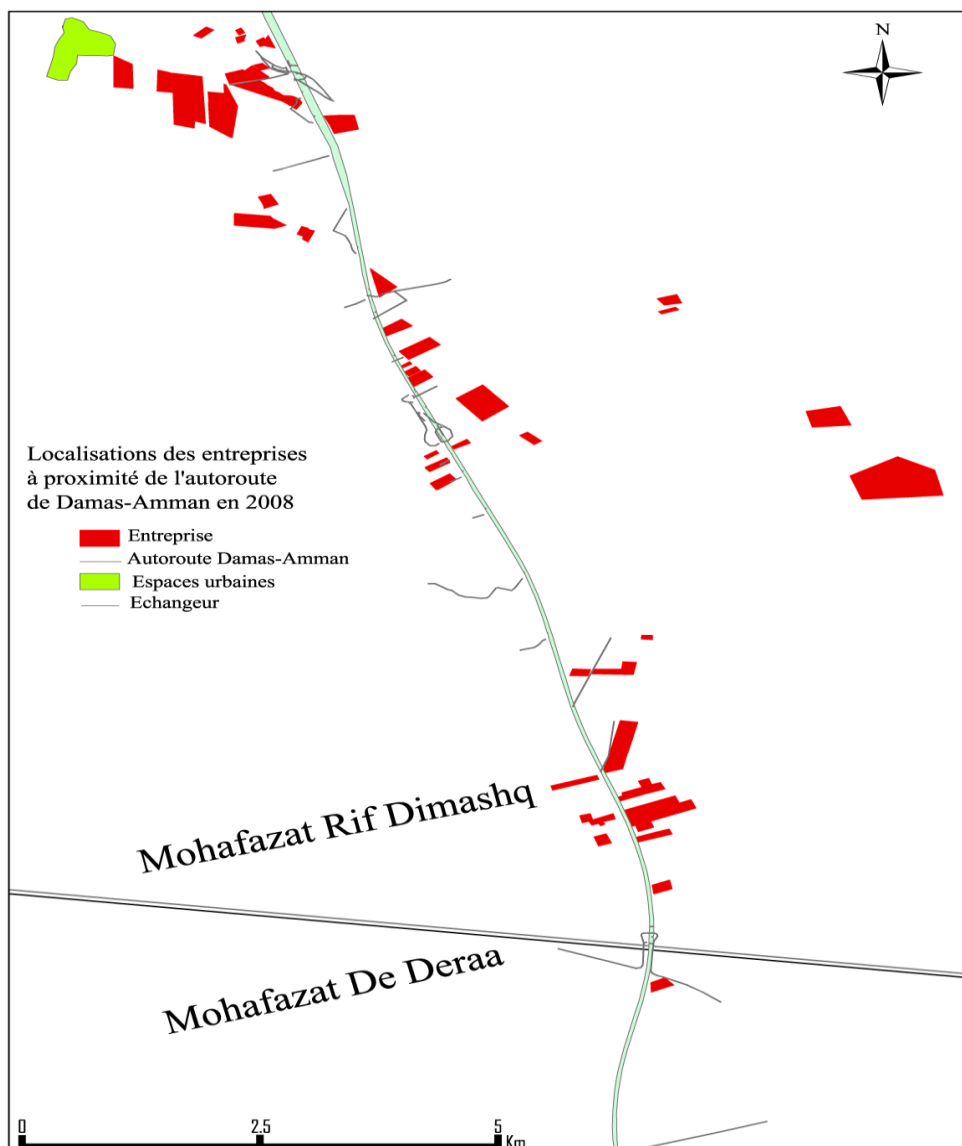 N
Localisations des entreprises
à proximité de l'autoroute
de Damas-Amman en 2008
Entreprise
Autoroute Damas-Amman
Espaces urbaines
Echangeur
Mohafazat Rif Dimashq
Mohafazat De Deraa
0 2.5 5
Km